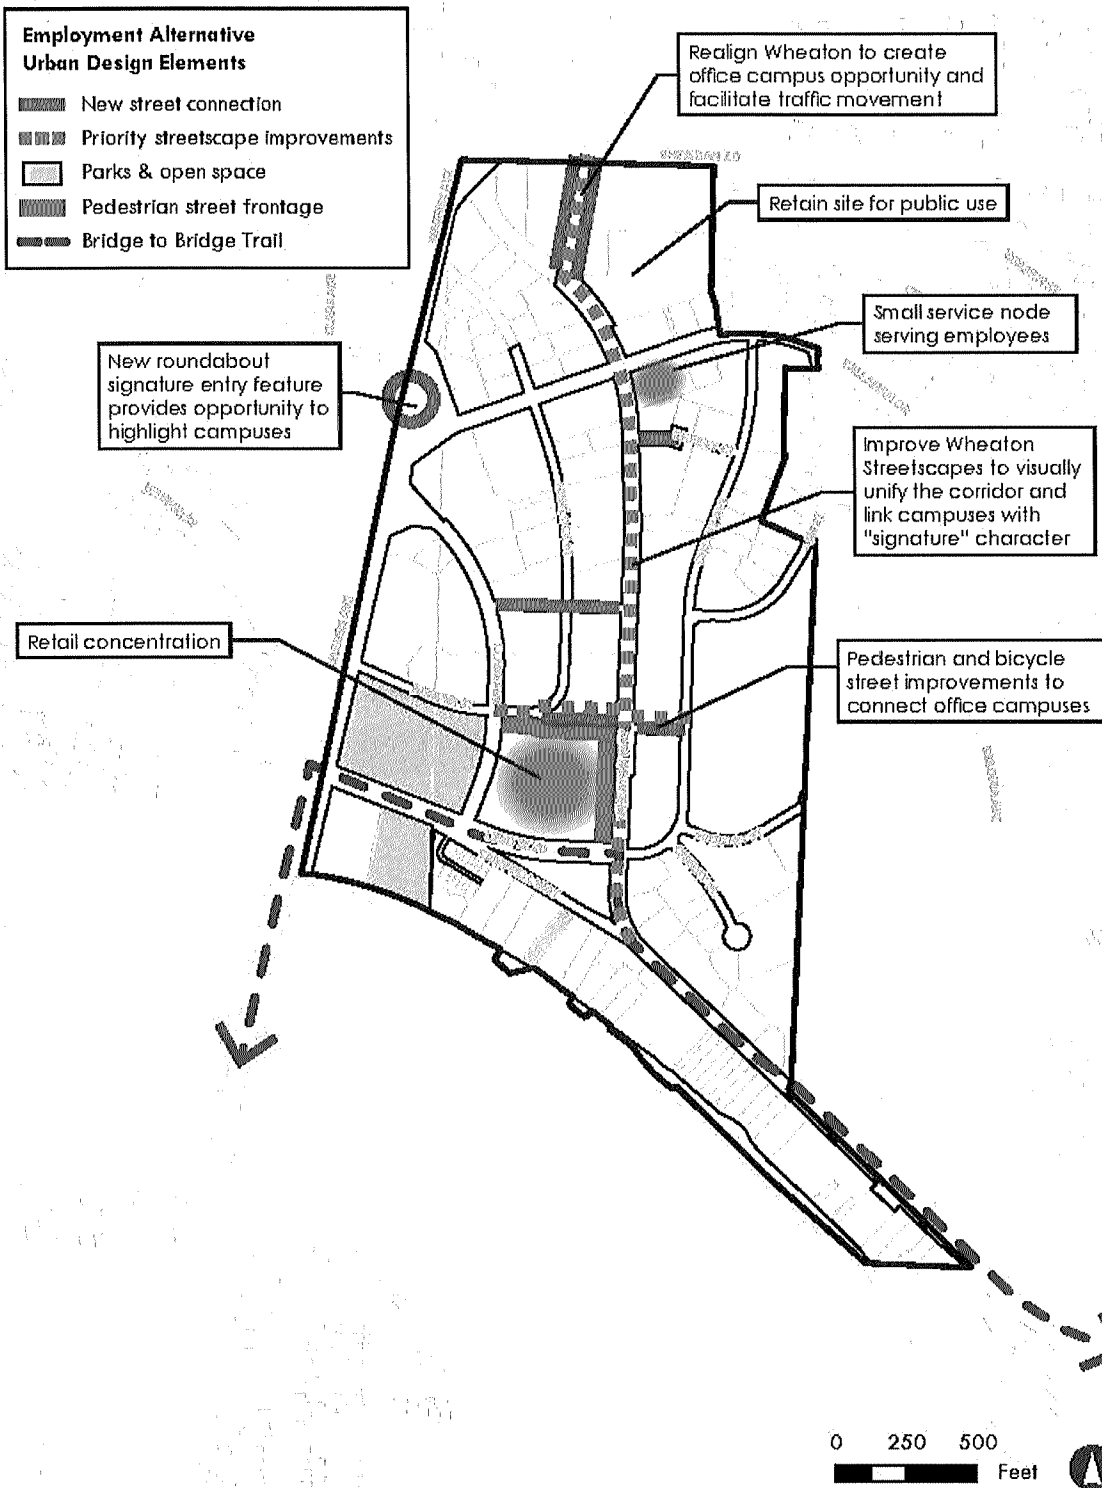 Employment Alternative
Urban Design Elements
New street connection
Priority streetscape improvements
Parks & open space
Pedestrian street frontage
Bridge to Bridge Trail
Realign Wheaton to create
office campus opportunity and
facilitate traffic movement
Retain site for public use
Small service node
serving employees
New roundabout
signature entry feature
provides opportunity to
highlight campuses
Improve Wheaton
Streetscapes to visually
unify the corridor and
link campuses with
"signature" character
Retail concentration
Pedestrian and bicycle
street improvements to
connect office campuses
0 250 500
Feet